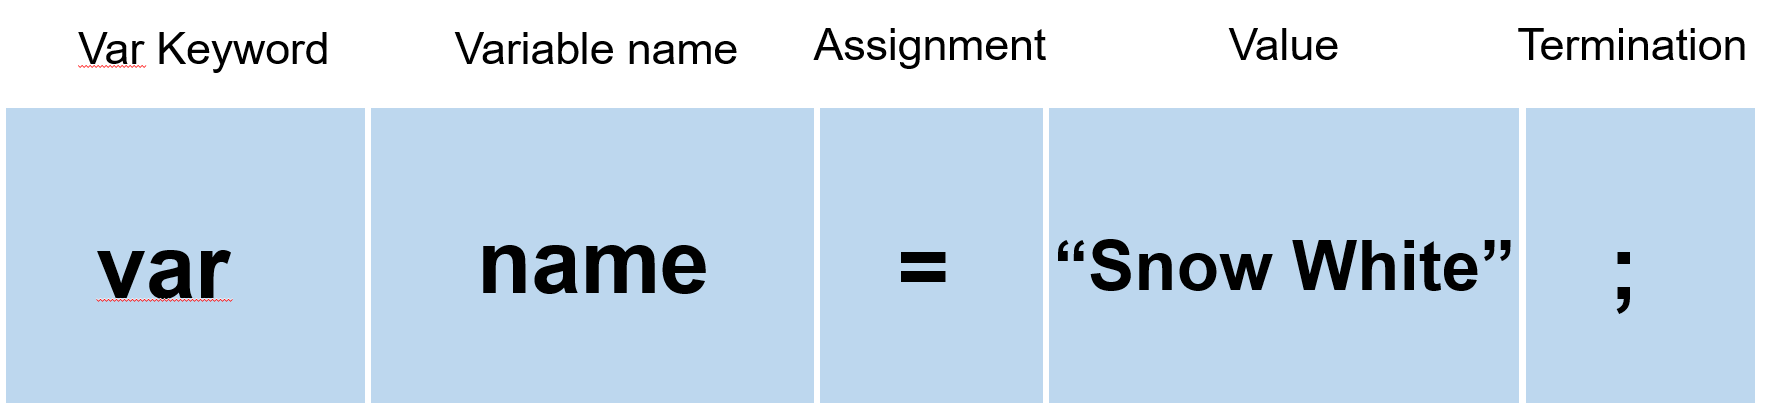 Var Keyword Variable name Assignment Value Termination
var name = “Snow White” ;